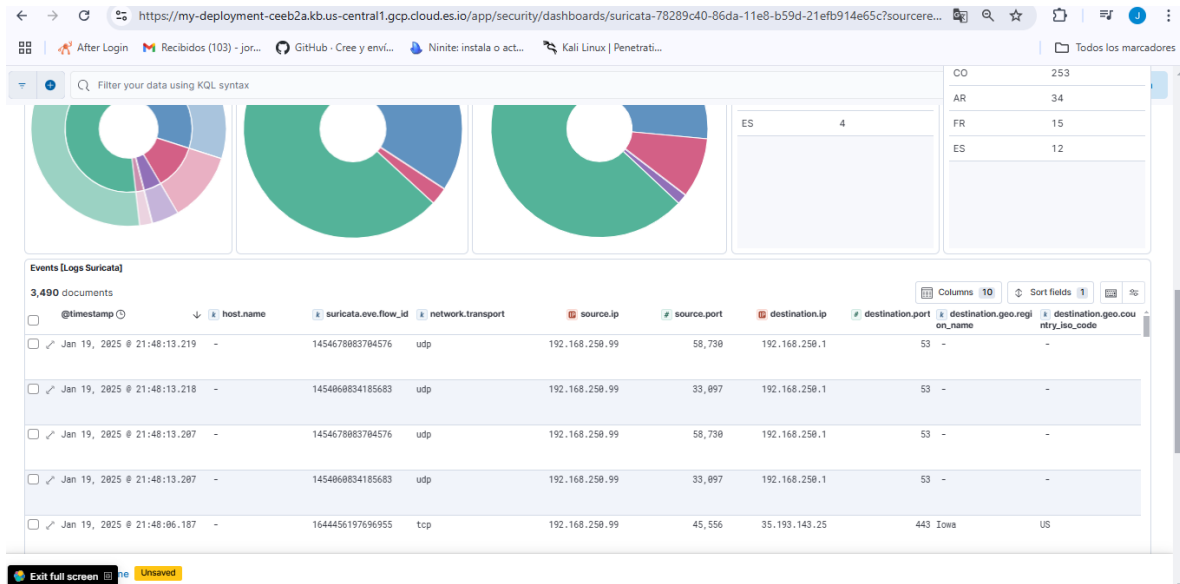 https://my-deployment-ceeb2a.kb.us-central1.gcp.cloud.es.io/app/security/dashboards/suricata-78289c40-86da-11e8-b59d-21efb914e65c?sourcere...
After Login Recibidos (103) - jor... GitHub · Cree y enví... Ninite: instala o act... Kali Linux | Penetrati... Todos los marcadores
Filter your data using KQL syntax
CO 253
AR 34
FR 15
ES 12
ES 4
Events [Logs Suricata]
3,490 documents
Columns 10 Sort fields 1
@timestamp host.name suricata.eve.flow_id network.transport source.ip source.port destination.ip destination.port destination.geo.regi destination.geo.cou
on_name ntry_iso_code
Jan 19, 2025 @ 21:48:13.219 - 1454678083704576 udp 192.168.250.99 58,730 192.168.250.1 53 - -
Jan 19, 2025 @ 21:48:13.218 - 1454060834185683 udp 192.168.250.99 33,097 192.168.250.1 53 - -
Jan 19, 2025 @ 21:48:13.207 - 1454678083704576 udp 192.168.250.99 58,730 192.168.250.1 53 - -
Jan 19, 2025 @ 21:48:13.207 - 1454060834185683 udp 192.168.250.99 33,097 192.168.250.1 53 - -
Jan 19, 2025 @ 21:48:06.187 - 1644456197696955 tcp 192.168.250.99 45,556 35.193.143.25 443 Iowa US
Exit full screen ne Unsaved